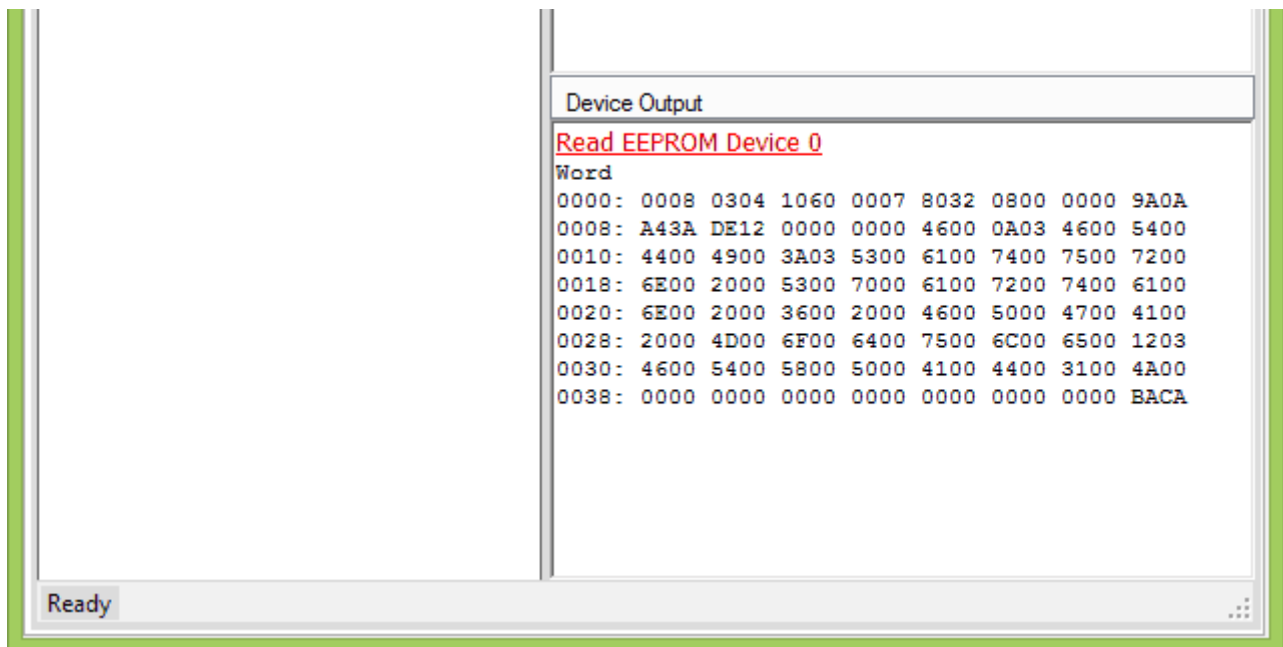 Device Output
Read EEPROM Device 0
Word
0000: 0008 0304 1060 0007 8032 0800 0000 9A0A
0008: A43A DE12 0000 0000 4600 0A03 4600 5400
0010: 4400 4900 3A03 5300 6100 7400 7500 7200
0018: 6E00 2000 5300 7000 6100 7200 7400 6100
0020: 6E00 2000 3600 2000 4600 5000 4700 4100
0028: 2000 4D00 6F00 6400 7500 6C00 6500 1203
0030: 4600 5400 5800 5000 4100 4400 3100 4A00
0038: 0000 0000 0000 0000 0000 0000 0000 BACA
Ready